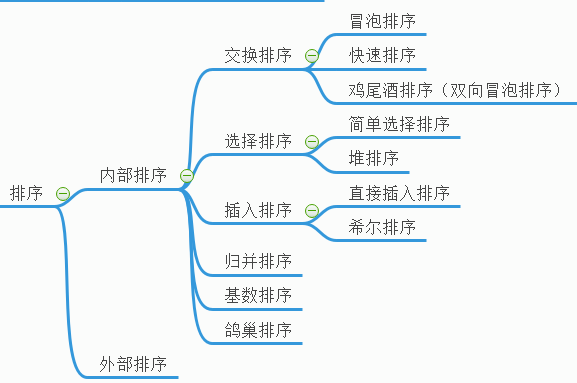 冒泡排序
交换排序
快速排序
鸡尾酒排序（双向冒泡排序）
简单选择排序
选择排序
堆排序
内部排序
排序
直接插入排序
插入排序
希尔排序
归并排序
基数排序
鸽巢排序
外部排序